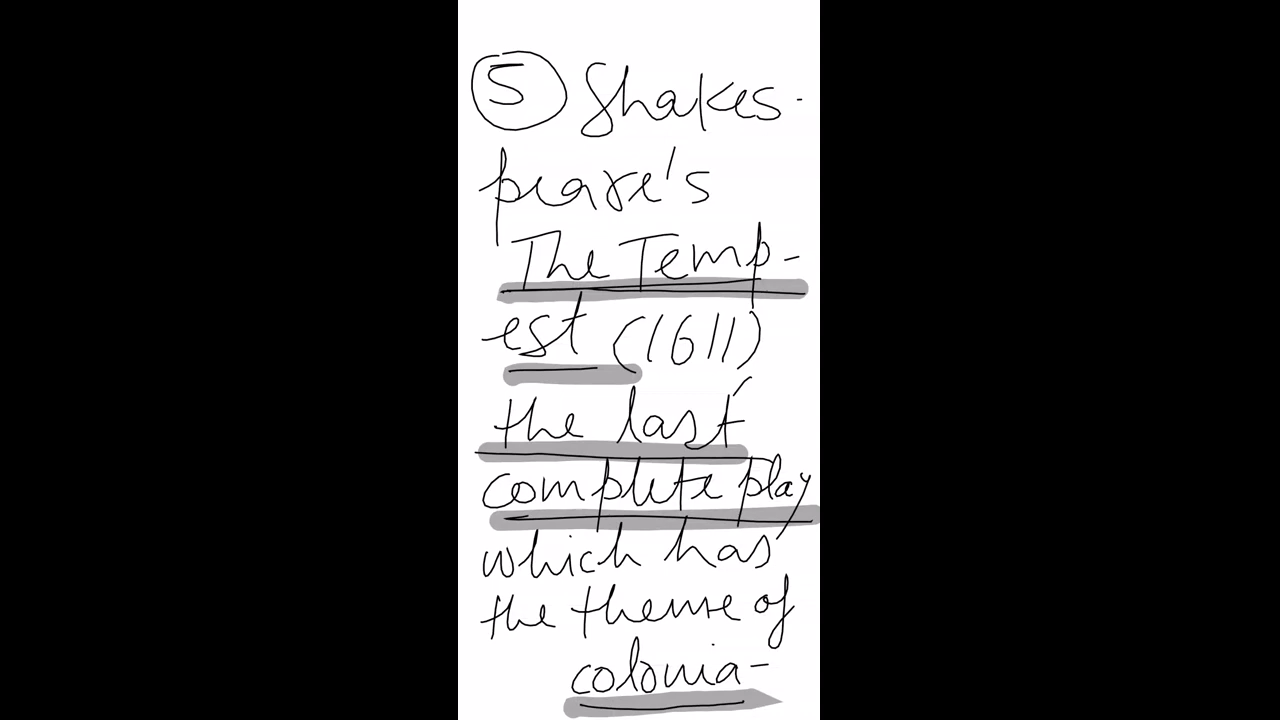 5 Shakes-
peare's
The Temp-
est (1611)
the last
complete play
which has
the theme of
colonia-